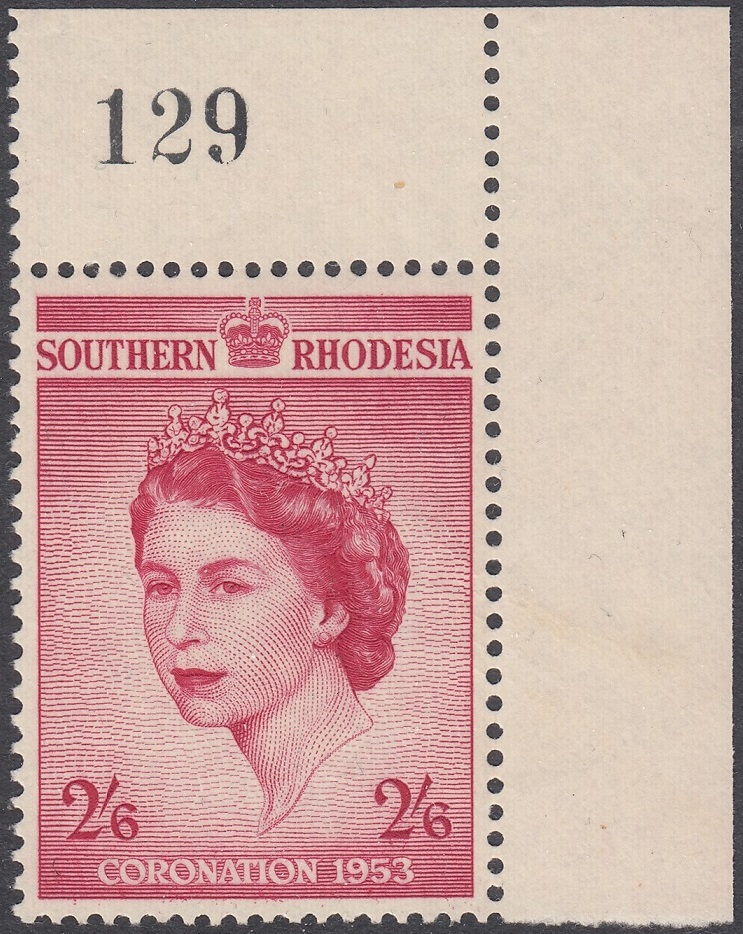 129
SOUTHERN RHODESIA
2/6 2/6
CORONATION 1953